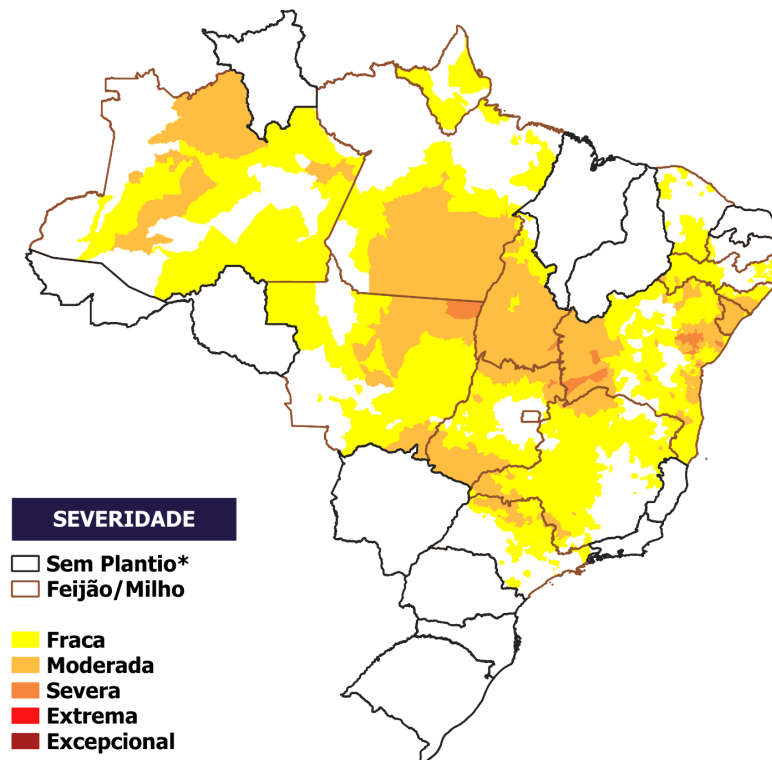 SEVERIDADE
Sem Plantio*
Feijão/Milho
Fraca
Moderada
Severa
Extrema
Excepcional